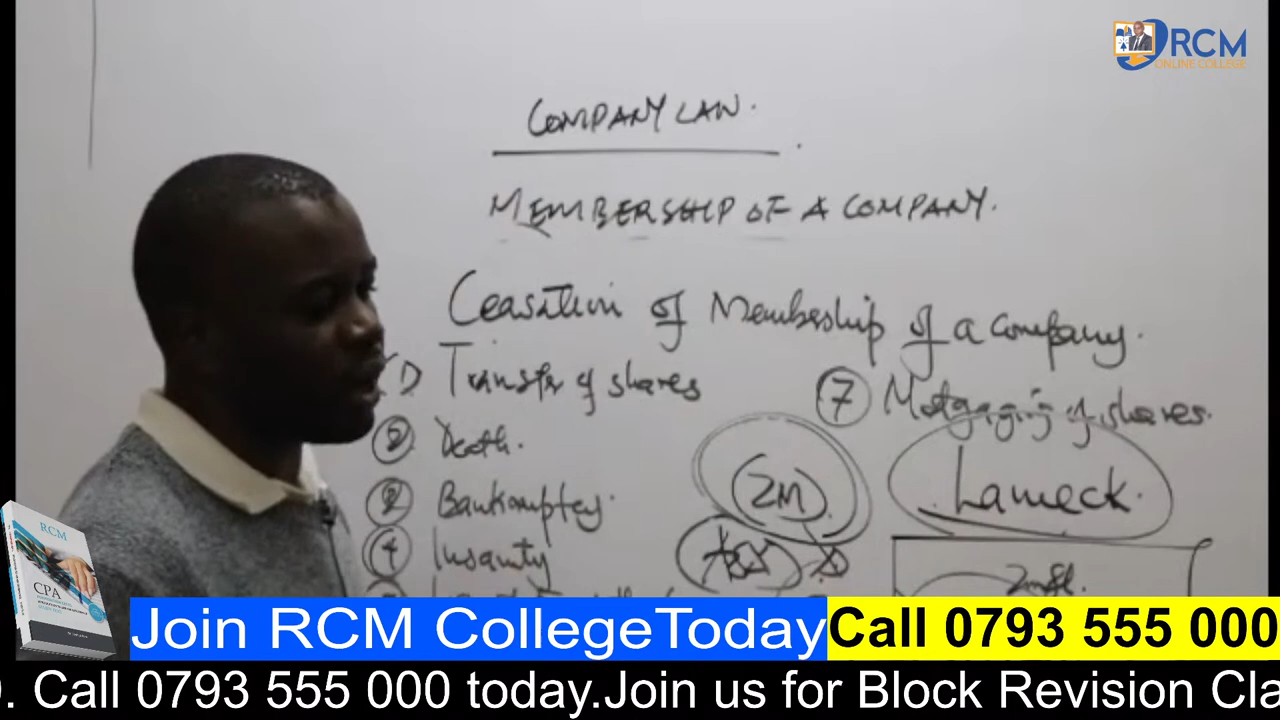 RCM
ONLINE COLLEGE
COMPANY LAW.
MEMBERSHIP OF A COMPANY.
Ceasation of Membership of a company.
1) Transfer of shares
2 Death.
Bankruptcy.
4 Insanity
7 Mortgaging of shares.
2M
Lameck.
RCM
CPA
Join RCM CollegeToday
Call 0793 555 000
. Call 0793 555 000 today.Join us for Block Revision Cla